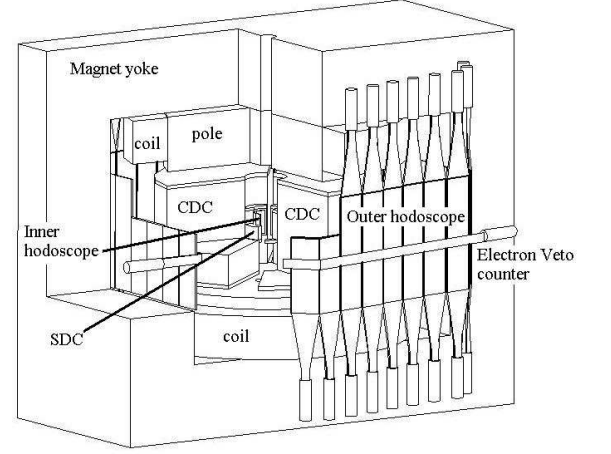 Magnet yoke
coil
pole
CDC
CDC
Outer hodoscope
Inner
hodoscope
Electron Veto
counter
SDC
coil